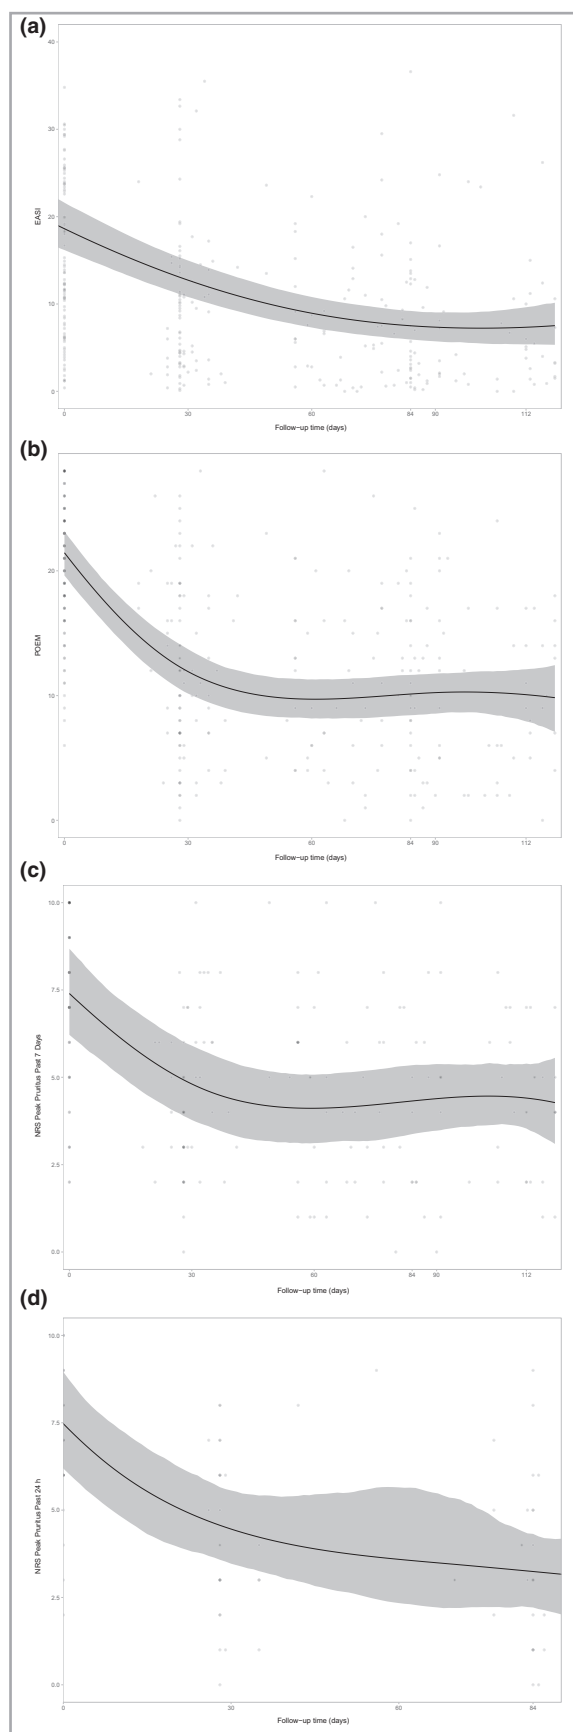 (a)
40
30
20
10
0
EASI
0 30 60 84 90 112
Follow-up time (days)
(b)
20
10
0
POEM
0 30 60 84 90 112
Follow-up time (days)
(c)
10.0
7.5
5.0
2.5
0.0
NRS Peak Pruritus Past 7 Days
0 30 60 84 90 112
Follow-up time (days)
(d)
10.0
7.5
5.0
2.5
0.0
NRS Peak Pruritus Past 24 h
0 30 60 84
Follow-up time (days)